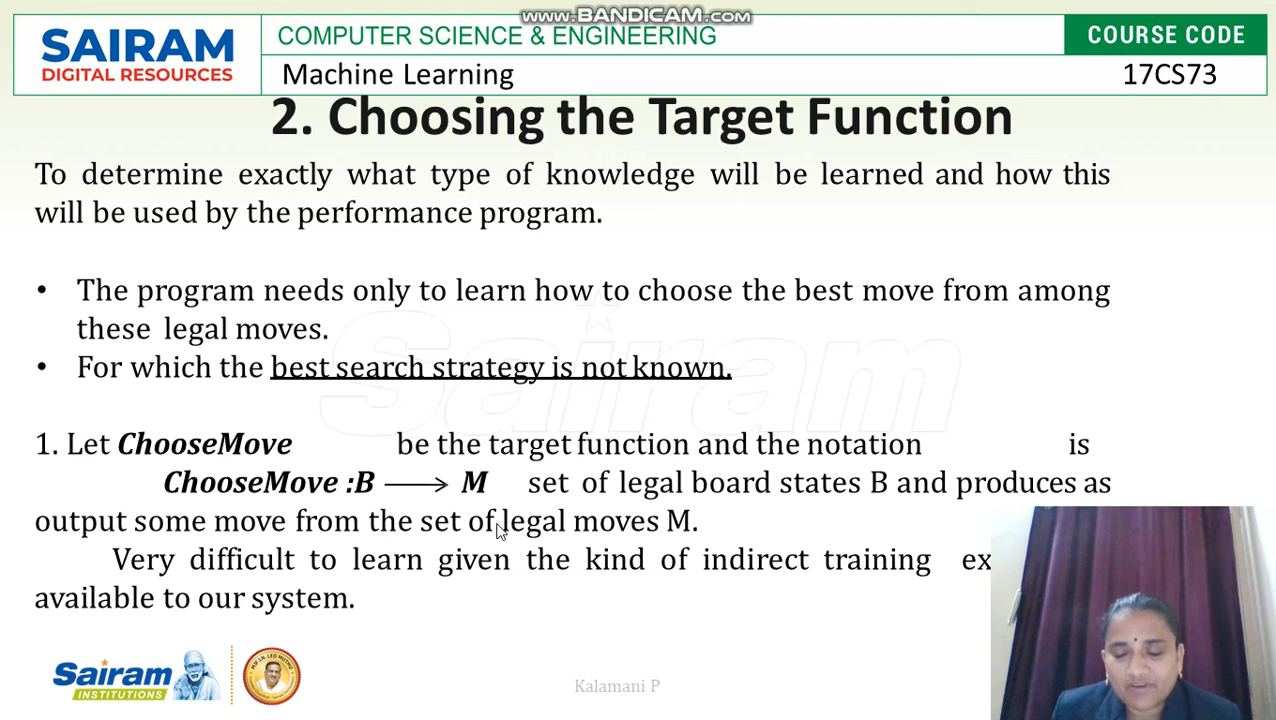 www.BANDICAM.com
SAIRAM
DIGITAL RESOURCES
COMPUTER SCIENCE & ENGINEERING
COURSE CODE
Machine Learning
17CS73
2. Choosing the Target Function
To determine exactly what type of knowledge will be learned and how this
will be used by the performance program.
• The program needs only to learn how to choose the best move from among
these legal moves.
• For which the best search strategy is not known.
1. Let ChooseMove be the target function and the notation is
ChooseMove :B ⟶ M set of legal board states B and produces as
output some move from the set of legal moves M.
Very difficult to learn given the kind of indirect training ex
available to our system.
Sairam
Sairam
INSTITUTIONS
Kalamani P